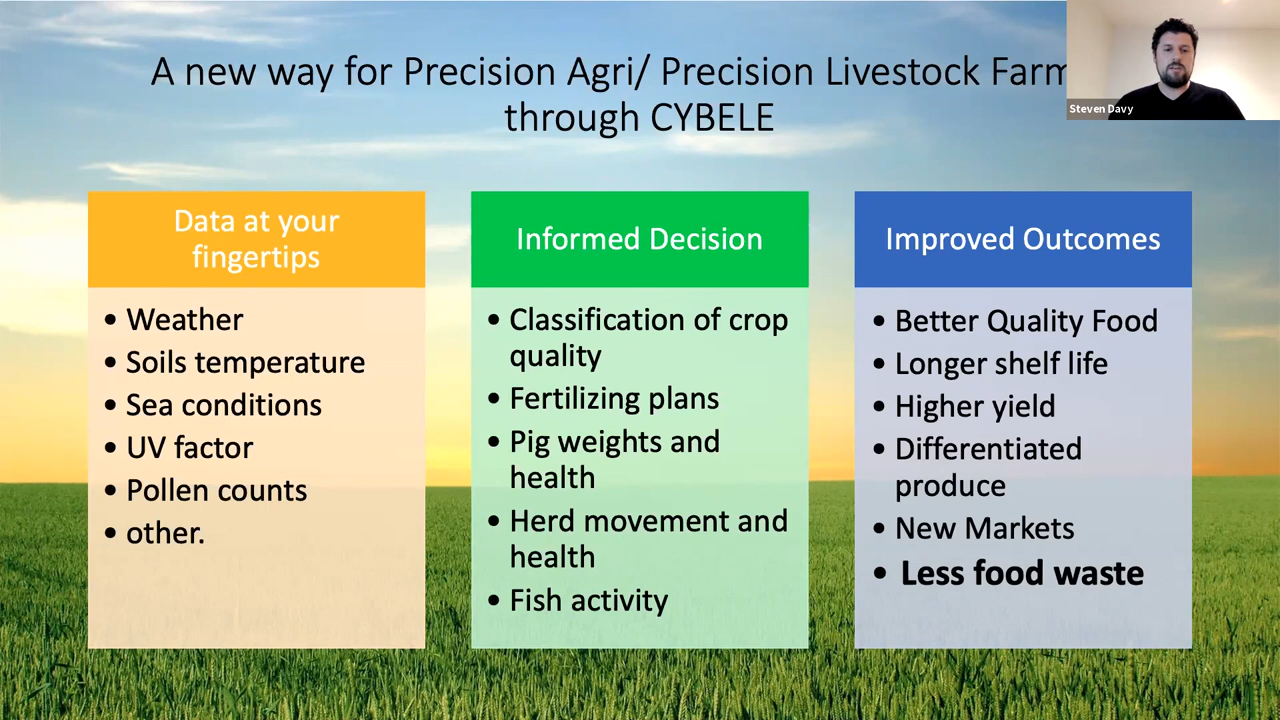 A new way for Precision Agri/ Precision Livestock Farm
through CYBELE
Steven Davy
Data at your
fingertips
• Weather
• Soils temperature
• Sea conditions
• UV factor
• Pollen counts
• other.
Informed Decision
• Classification of crop
quality
• Fertilizing plans
• Pig weights and
health
• Herd movement and
health
• Fish activity
Improved Outcomes
• Better Quality Food
• Longer shelf life
• Higher yield
• Differentiated
produce
• New Markets
• Less food waste